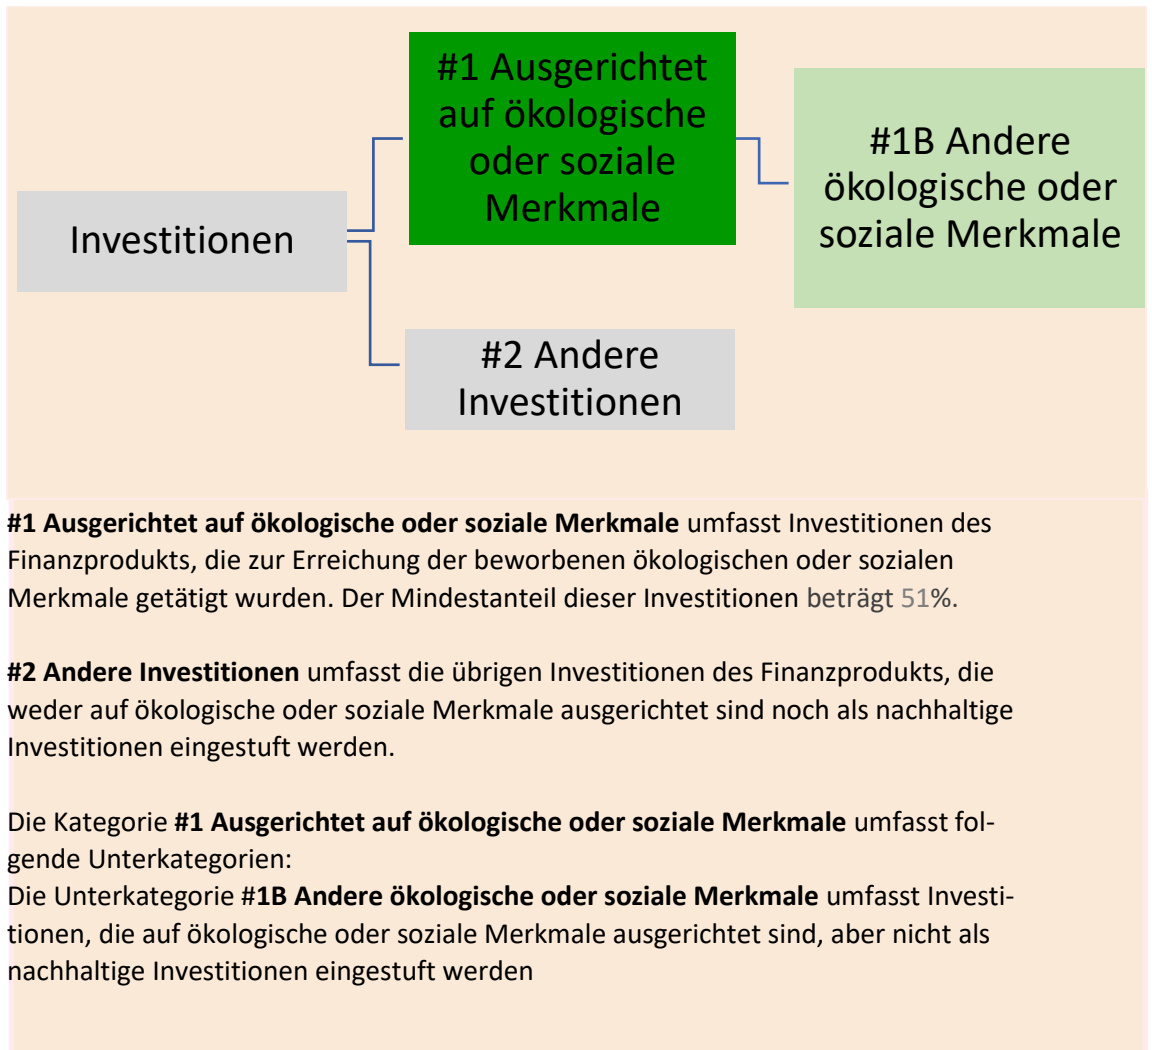 #1 Ausgerichtet
auf ökologische
oder soziale
Merkmale
#1B Andere
ökologische oder
soziale Merkmale
Investitionen
#2 Andere
Investitionen
#1 Ausgerichtet auf ökologische oder soziale Merkmale umfasst Investitionen des
Finanzprodukts, die zur Erreichung der beworbenen ökologischen oder sozialen
Merkmale getätigt wurden. Der Mindestanteil dieser Investitionen beträgt 51%.
#2 Andere Investitionen umfasst die übrigen Investitionen des Finanzprodukts, die
weder auf ökologische oder soziale Merkmale ausgerichtet sind noch als nachhaltige
Investitionen eingestuft werden.
Die Kategorie #1 Ausgerichtet auf ökologische oder soziale Merkmale umfasst fol-
gende Unterkategorien:
Die Unterkategorie #1B Andere ökologische oder soziale Merkmale umfasst Investi-
tionen, die auf ökologische oder soziale Merkmale ausgerichtet sind, aber nicht als
nachhaltige Investitionen eingestuft werden